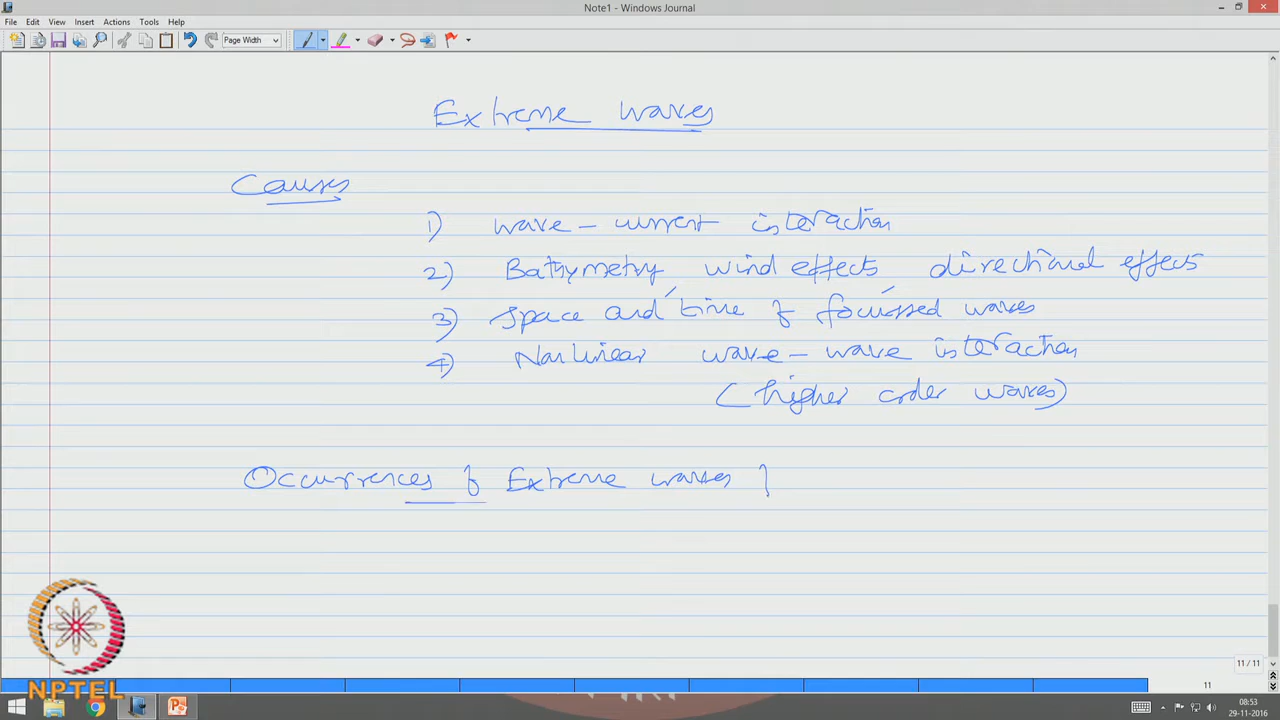 Note1 - Windows Journal
File Edit View Insert Actions Tools Help
Page Width
Extreme waves
Causes
1) wave - current interaction
2) Bathymetry, wind effects, directional effects
3) space and time of focussed waves
4) Nonlinear wave - wave interaction
(higher order waves)
Occurrences of Extreme waves
11 / 11
11
NPTEL
08:53
29-11-2016